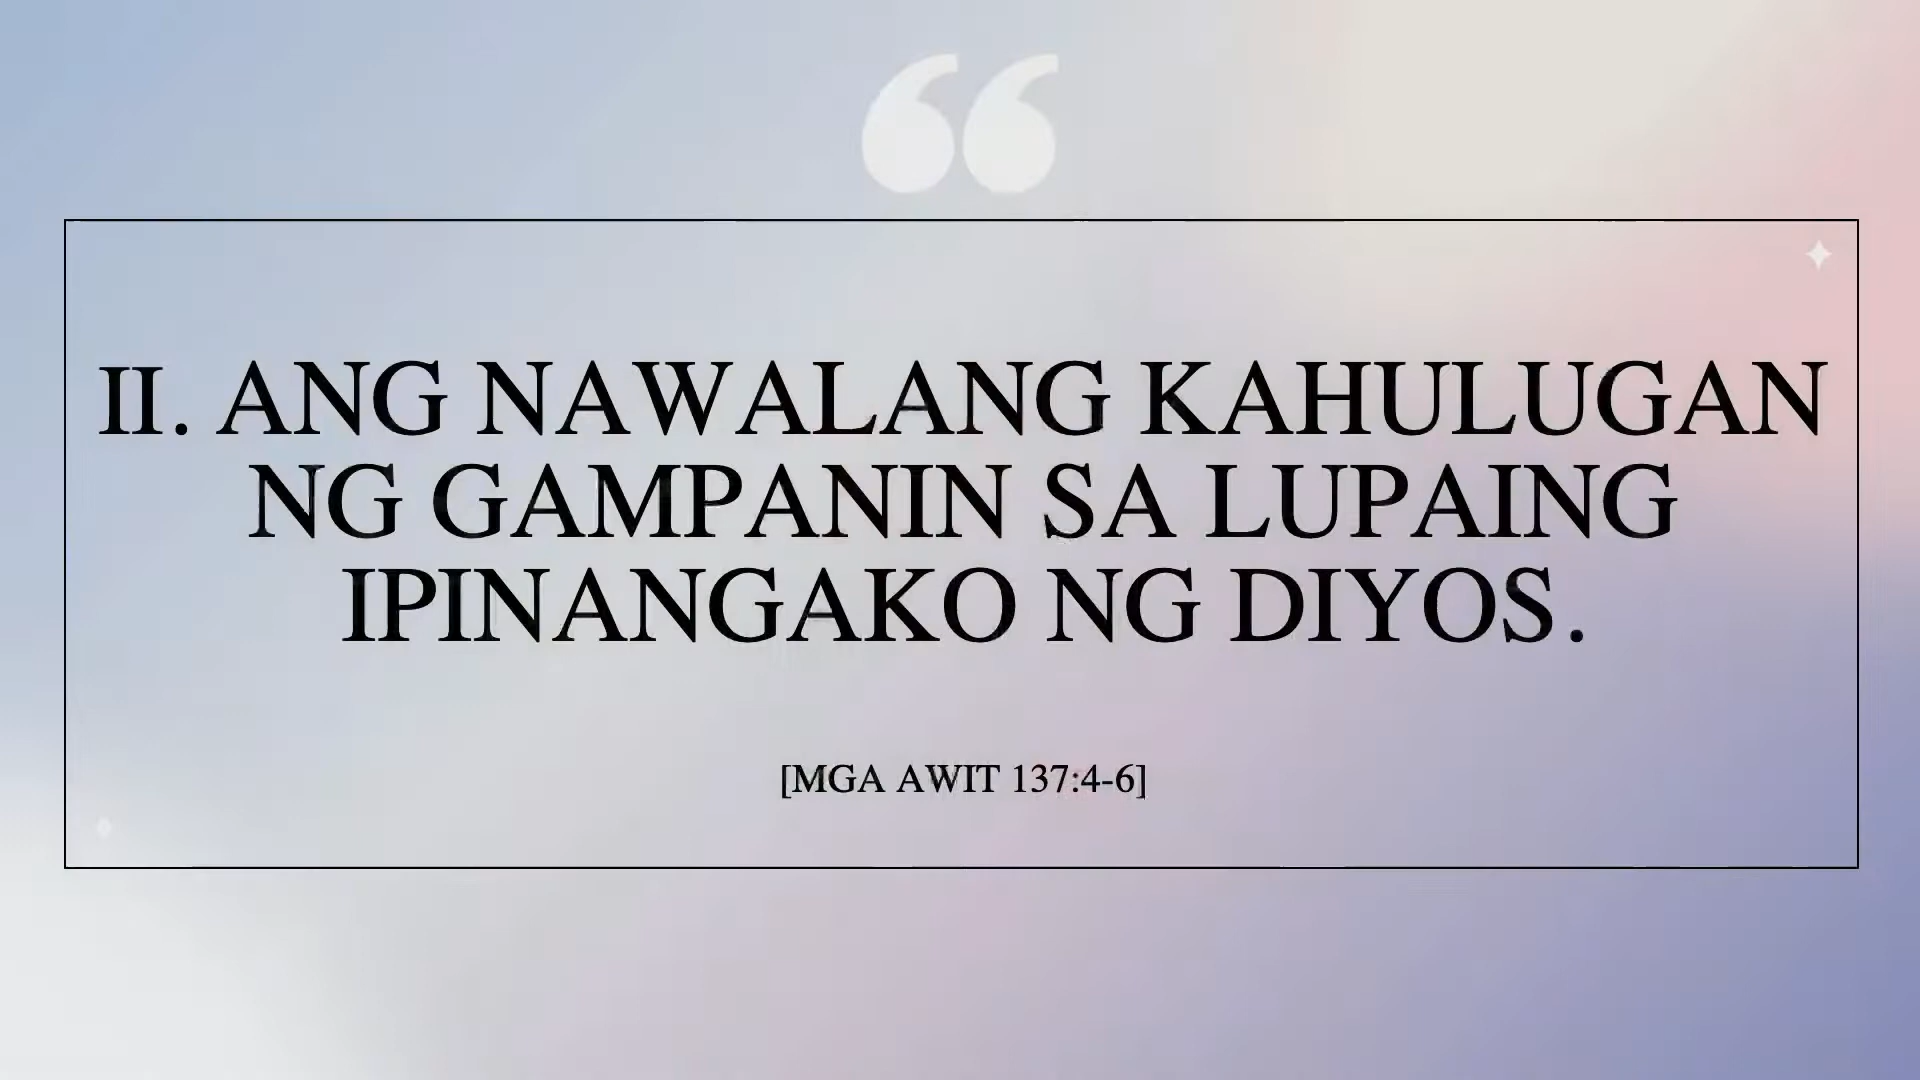 II. ANG NAWALANG KAHULUGAN
NG GAMPANIN SA LUPAING
IPINANGAKO NG DIYOS.
[MGA AWIT 137:4-6]